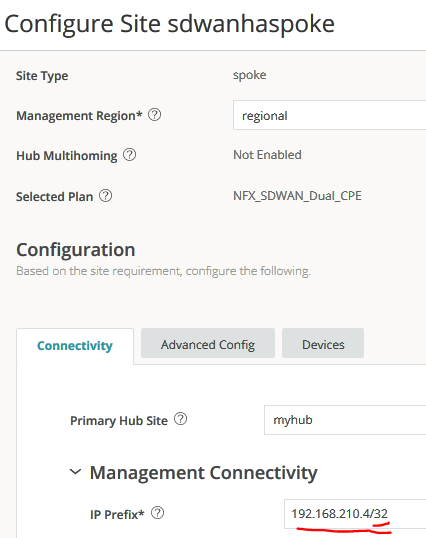 Configure Site sdwanhaspoke
Site Type spoke
Management Region* ? regional
Hub Multihoming ? Not Enabled
Selected Plan ? NFX_SDWAN_Dual_CPE
Configuration
Based on the site requirement, configure the following.
Connectivity Advanced Config Devices
Primary Hub Site ? myhub
Management Connectivity
IP Prefix* ? 192.168.210.4/32